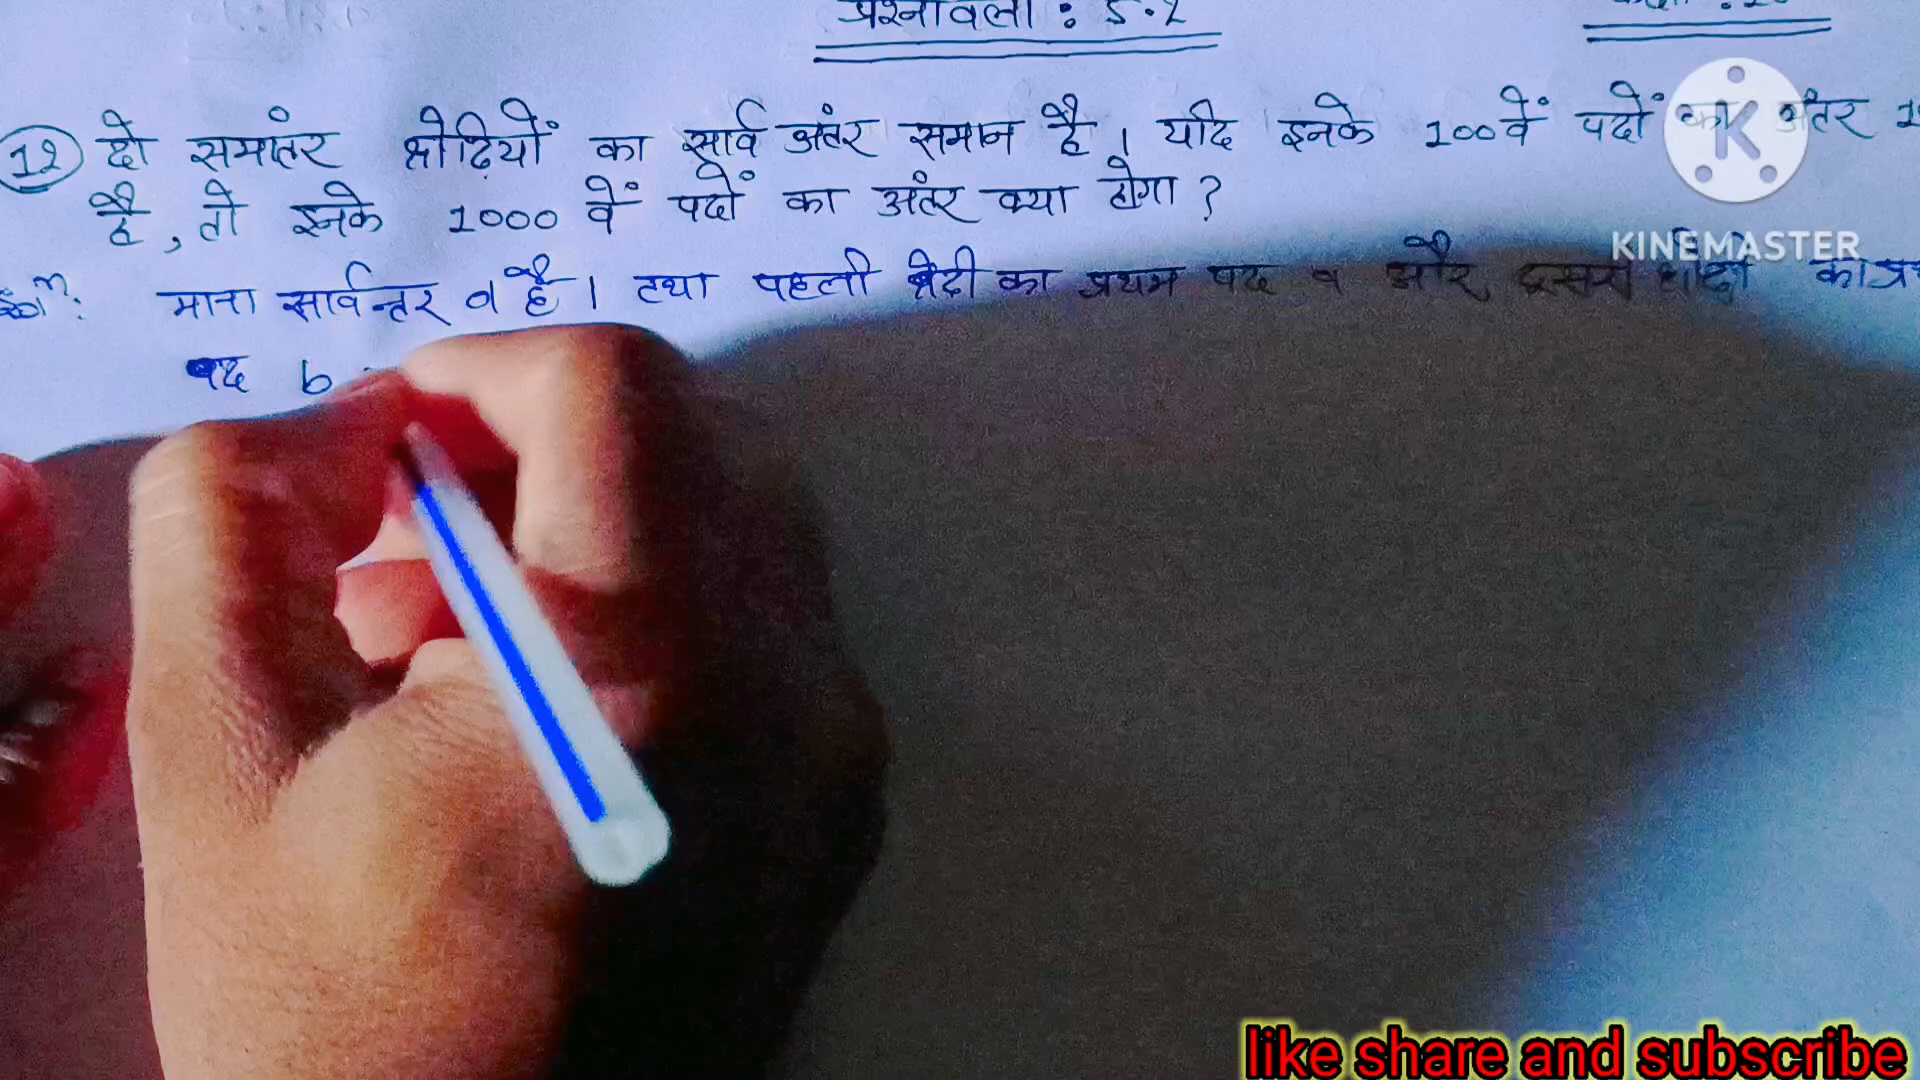 प्रश्नावली : 5.2
12 दो समांतर श्रेढ़ियों का सार्व अंतर समान है । यदि इनके 100वें पदों का अंतर
है, तो इनके 1000 वें पदों का अंतर क्या होगा ?
माना सार्वन्तर d है । तथा पहली श्रेढी का प्रथम पद a और दूसरी श्रेढी का
पद b
K
KINEMASTER
like share and subscribe